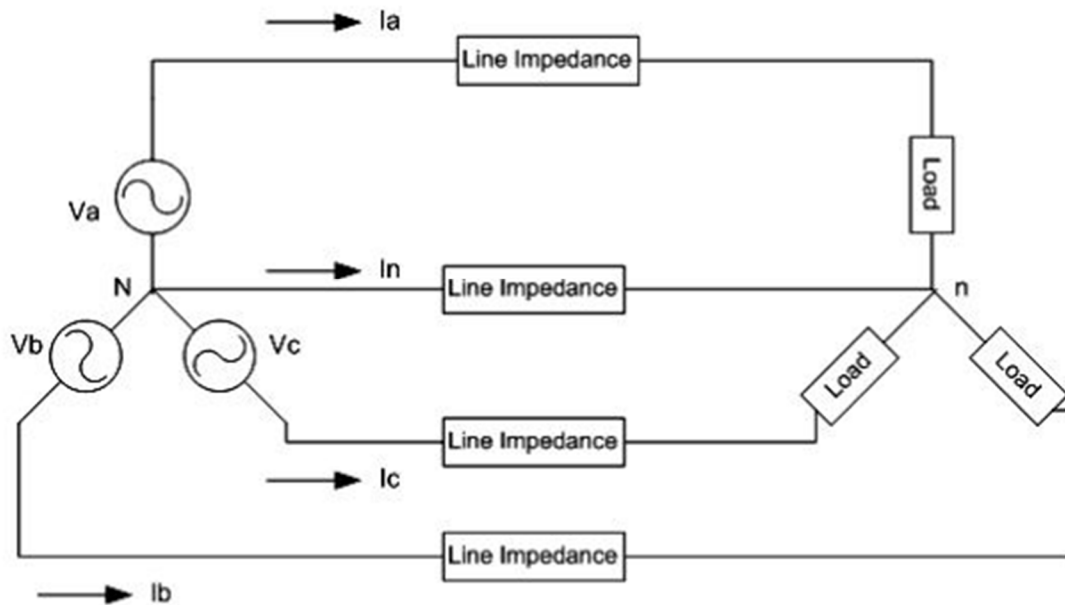 Ia
Line Impedance
Load
Va
In
N
Line Impedance
n
Vb
Vc
Load
Load
Line Impedance
Ic
Line Impedance
Ib